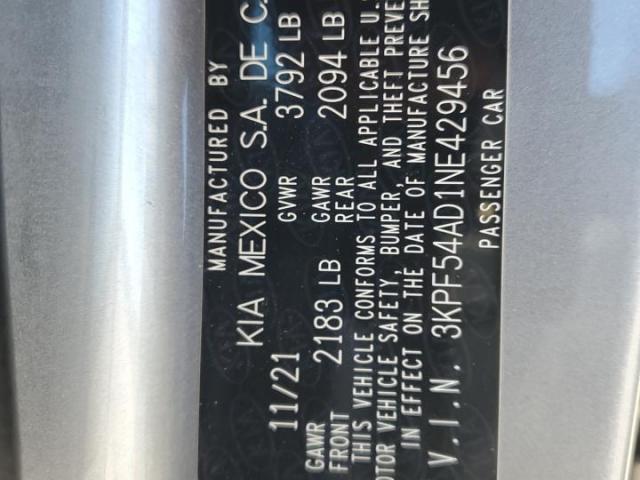 MANUFACTURED BY
KIA MEXICO S.A. DE C
11/21 GVWR 3792 LB
GAWR FRONT 2183 LB GAWR REAR 2094 LB
THIS VEHICLE CONFORMS TO ALL APPLICABLE U.S
OTOR VEHICLE SAFETY, BUMPER, AND THEFT PREVE
IN EFFECT ON THE DATE OF MANUFACTURE SH
V.I.N. 3KPF54AD1NE429456
PASSENGER CAR